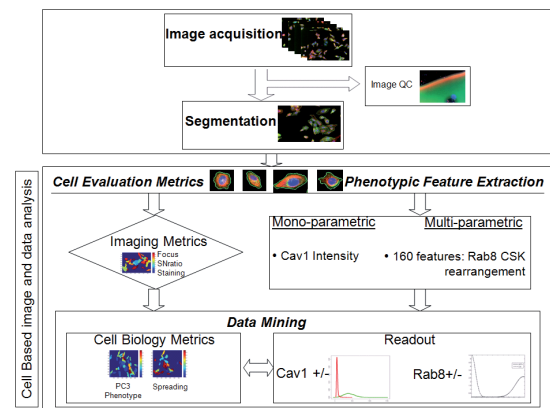 Image acquisition
Image QC
Segmentation
Cell Based image and data analysis
Cell Evaluation Metrics
Phenotypic Feature Extraction
Imaging Metrics
Focus
SNratio
Staining
Mono-parametric
Multi-parametric
• Cav1 Intensity
• 160 features: Rab8 CSK
rearrangement
Data Mining
Cell Biology Metrics
PC3
Phenotype
Spreading
Readout
Cav1 +/-
Rab8+/-